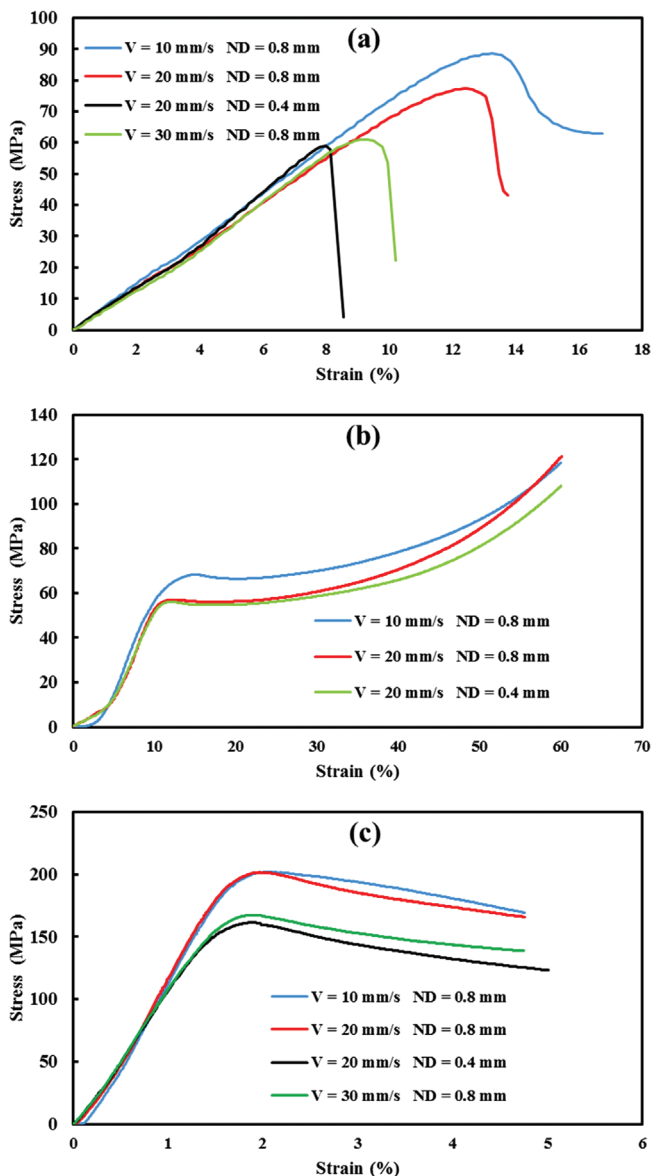 100
90
80
70
60
50
40
30
20
10
0
Stress (MPa)
(a)
V = 10 mm/s ND = 0.8 mm
V = 20 mm/s ND = 0.8 mm
V = 20 mm/s ND = 0.4 mm
V = 30 mm/s ND = 0.8 mm
0 2 4 6 8 10 12 14 16 18
Strain (%)
140
120
100
80
60
40
20
0
Stress (MPa)
(b)
V = 10 mm/s ND = 0.8 mm
V = 20 mm/s ND = 0.8 mm
V = 20 mm/s ND = 0.4 mm
0 10 20 30 40 50 60 70
Strain (%)
250
200
150
100
50
0
Stress (MPa)
(c)
V = 10 mm/s ND = 0.8 mm
V = 20 mm/s ND = 0.8 mm
V = 20 mm/s ND = 0.4 mm
V = 30 mm/s ND = 0.8 mm
0 1 2 3 4 5 6
Strain (%)